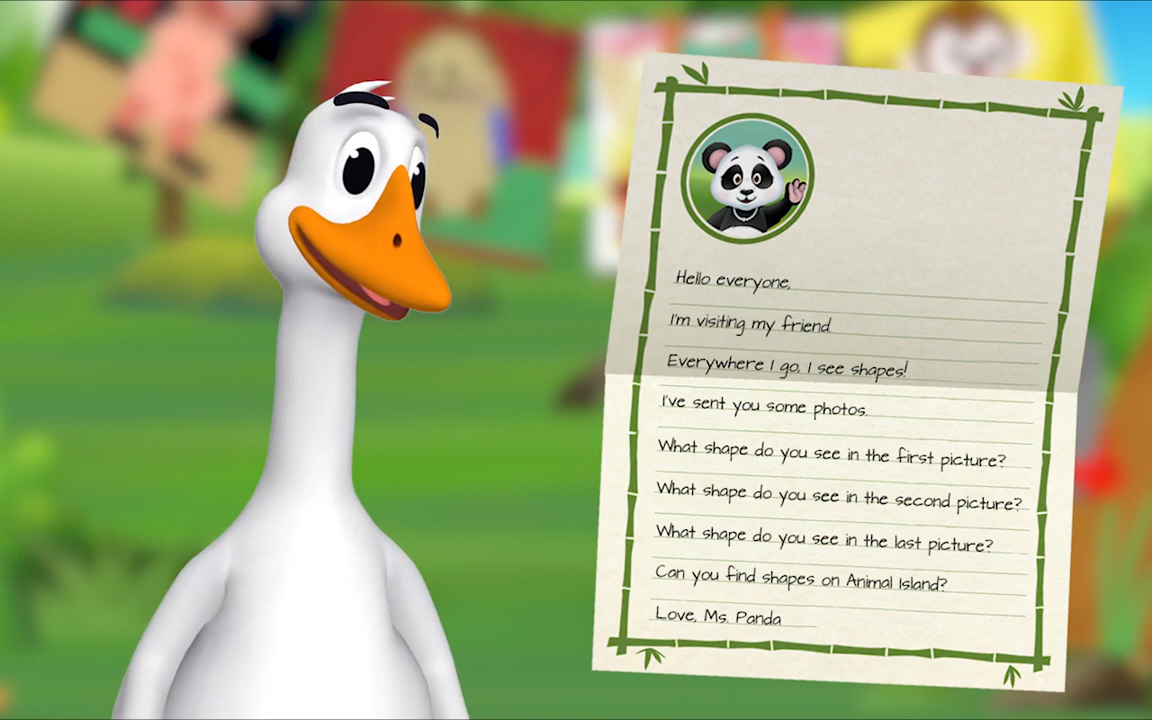 Hello everyone,
I'm visiting my friend.
Everywhere I go, I see shapes!
I've sent you some photos.
What shape do you see in the first picture?
What shape do you see in the second picture?
What shape do you see in the last picture?
Can you find shapes on Animal Island?
Love, Ms. Panda